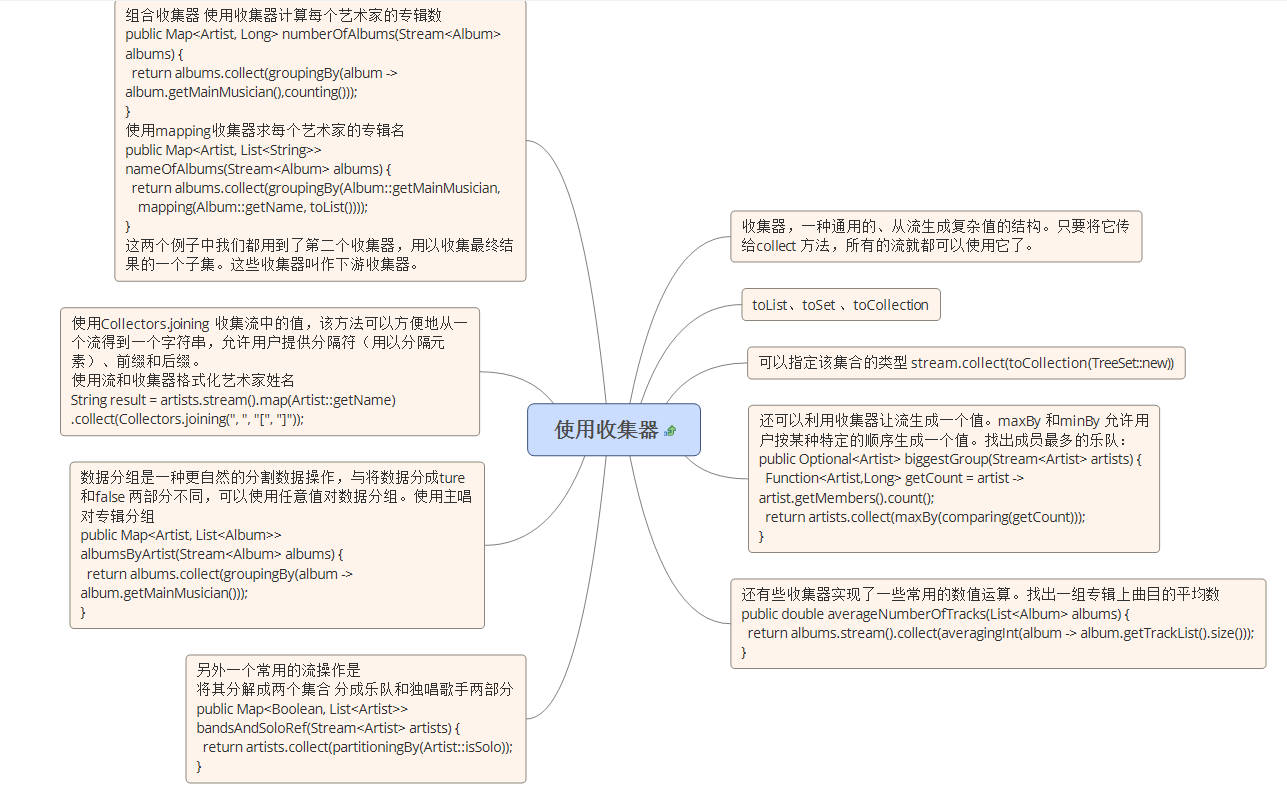 使用收集器
收集器，一种通用的、从流生成复杂值的结构。只要将它传
给collect 方法，所有的流就都可以使用它了。
toList、toSet 、toCollection
可以指定该集合的类型 stream.collect(toCollection(TreeSet::new))
还可以利用收集器让流生成一个值。maxBy 和minBy 允许用
户按某种特定的顺序生成一个值。找出成员最多的乐队：
public Optional<Artist> biggestGroup(Stream<Artist> artists) {
  Function<Artist,Long> getCount = artist ->
artist.getMembers().count();
  return artists.collect(maxBy(comparing(getCount)));
}
还有些收集器实现了一些常用的数值运算。找出一组专辑上曲目的平均数
public double averageNumberOfTracks(List<Album> albums) {
  return albums.stream().collect(averagingInt(album -> album.getTrackList().size()));
}
组合收集器 使用收集器计算每个艺术家的专辑数
public Map<Artist, Long> numberOfAlbums(Stream<Album>
albums) {
  return albums.collect(groupingBy(album ->
album.getMainMusician(),counting()));
}
使用mapping收集器求每个艺术家的专辑名
public Map<Artist, List<String>>
nameOfAlbums(Stream<Album> albums) {
  return albums.collect(groupingBy(Album::getMainMusician,
    mapping(Album::getName, toList())));
}
这两个例子中我们都用到了第二个收集器，用以收集最终结
果的一个子集。这些收集器叫作下游收集器。
使用Collectors.joining 收集流中的值，该方法可以方便地从一
个流得到一个字符串，允许用户提供分隔符（用以分隔元
素）、前缀和后缀。
使用流和收集器格式化艺术家姓名
String result = artists.stream().map(Artist::getName)
.collect(Collectors.joining(", ", "[", "]"));
数据分组是一种更自然的分割数据操作，与将数据分成ture
和false 两部分不同，可以使用任意值对数据分组。使用主唱
对专辑分组
public Map<Artist, List<Album>>
albumsByArtist(Stream<Album> albums) {
  return albums.collect(groupingBy(album ->
album.getMainMusician()));
}
另外一个常用的流操作是
将其分解成两个集合 分成乐队和独唱歌手两部分
public Map<Boolean, List<Artist>>
bandsAndSoloRef(Stream<Artist> artists) {
  return artists.collect(partitioningBy(Artist::isSolo));
}